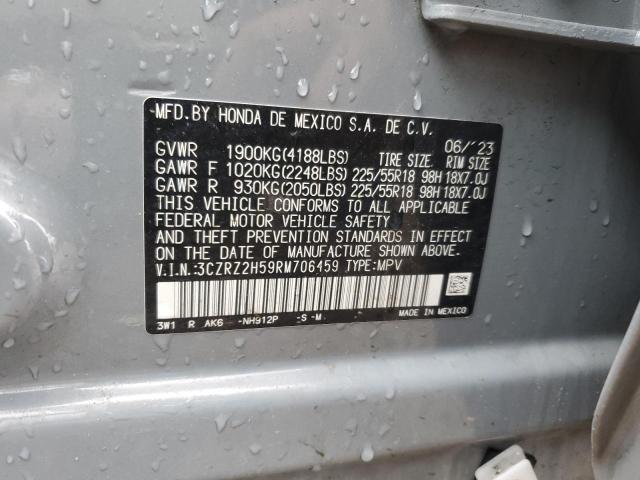 MFD.BY HONDA DE MEXICO S.A. DE C.V.
06/'23
GVWR 1900KG(4188LBS) TIRE SIZE RIM SIZE
GAWR F 1020KG(2248LBS) 225/55R18 98H 18X7.0J
GAWR R 930KG(2050LBS) 225/55R18 98H 18X7.0J
THIS VEHICLE CONFORMS TO ALL APPLICABLE
FEDERAL MOTOR VEHICLE SAFETY
AND THEFT PREVENTION STANDARDS IN EFFECT
ON THE DATE OF MANUFACTURE SHOWN ABOVE.
V.I.N.:3CZRZ2H59RM706459 TYPE:MPV
3W1 R AK6 -NH912P -S -M MADE IN MEXICO